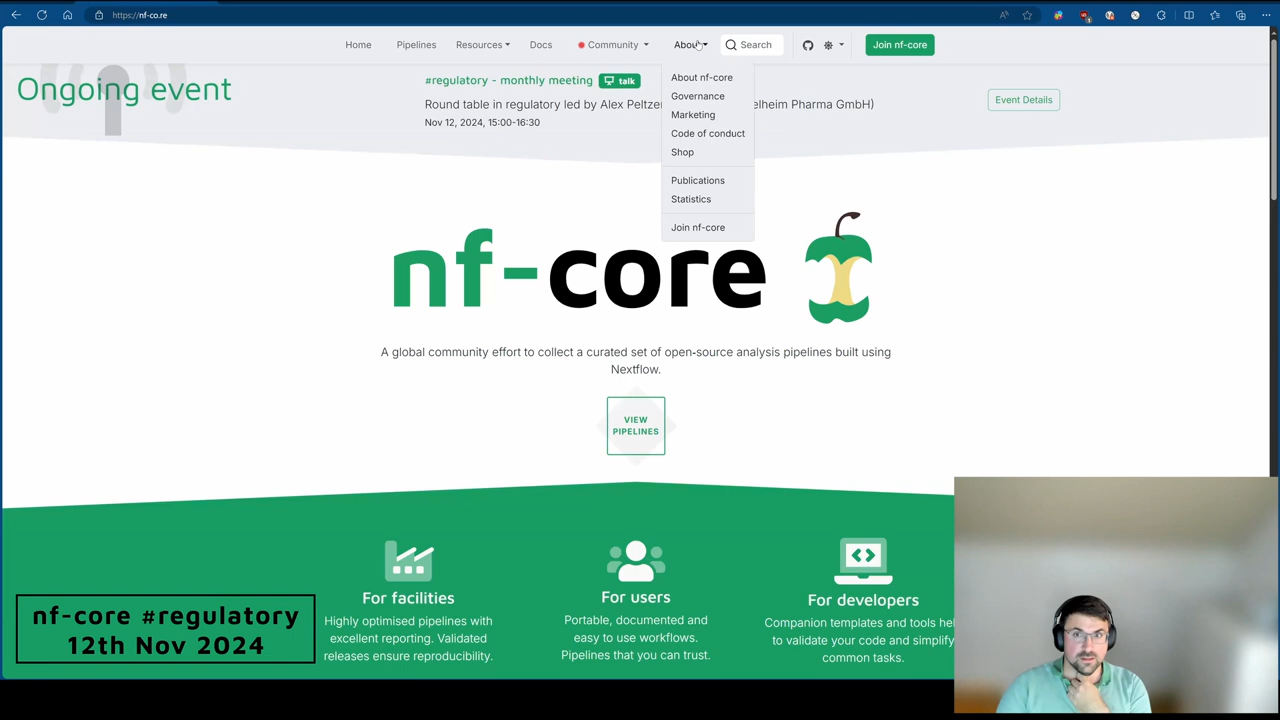 https://nf-co.re
Home
Pipelines
Resources
Docs
Community
About
Search
Join nf-core
About nf-core
Governance
Marketing
Code of conduct
Shop
Publications
Statistics
Join nf-core
Ongoing event
#regulatory - monthly meeting
talk
Round table in regulatory led by Alex Peltze
elheim Pharma GmbH)
Nov 12, 2024, 15:00-16:30
Event Details
nf-core
A global community effort to collect a curated set of open-source analysis pipelines built using
Nextflow.
VIEW
PIPELINES
For facilities
Highly optimised pipelines with
excellent reporting. Validated
releases ensure reproducibility.
For users
Portable, documented and
easy to use workflows.
Pipelines that you can trust.
For developers
Companion templates and tools hel
to validate your code and simplify
common tasks.
nf-core #regulatory
12th Nov 2024